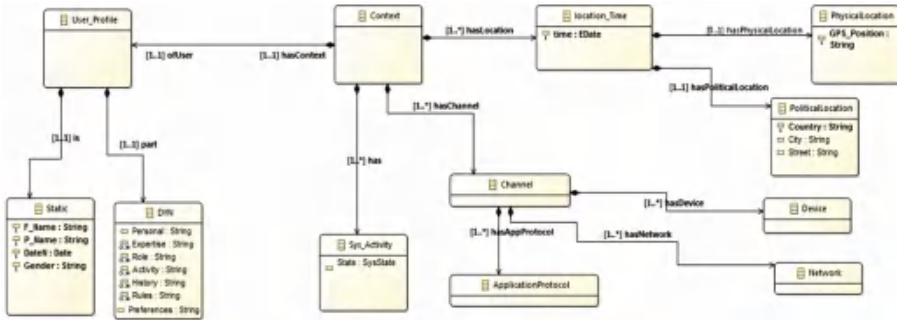 User_Profile
Context
location_Time
time : EDate
PhysicalLocation
GPS_Position :
String
[1..1] ofUser
[1..1] hasContext
[1..*] hasLocation
[1..1] hasPhysicalLocation
[1..1] hasPoliticalLocation
PoliticalLocation
Country : String
City : String
Street : String
[1..*] hasChannel
[1..1] is
[1..1] part
[1..*] has
Channel
[1..*] hasDevice
Device
[1..*] hasAppProtocol
[1..*] hasNetwork
Network
ApplicationProtocol
Static
F_Name : String
P_Name : String
DateN : Date
Gender : String
DYN
Personal : String
Expertise : String
Role : String
Activity : String
History : String
Rules : String
Preferences : String
Sys_Activity
State : SysState